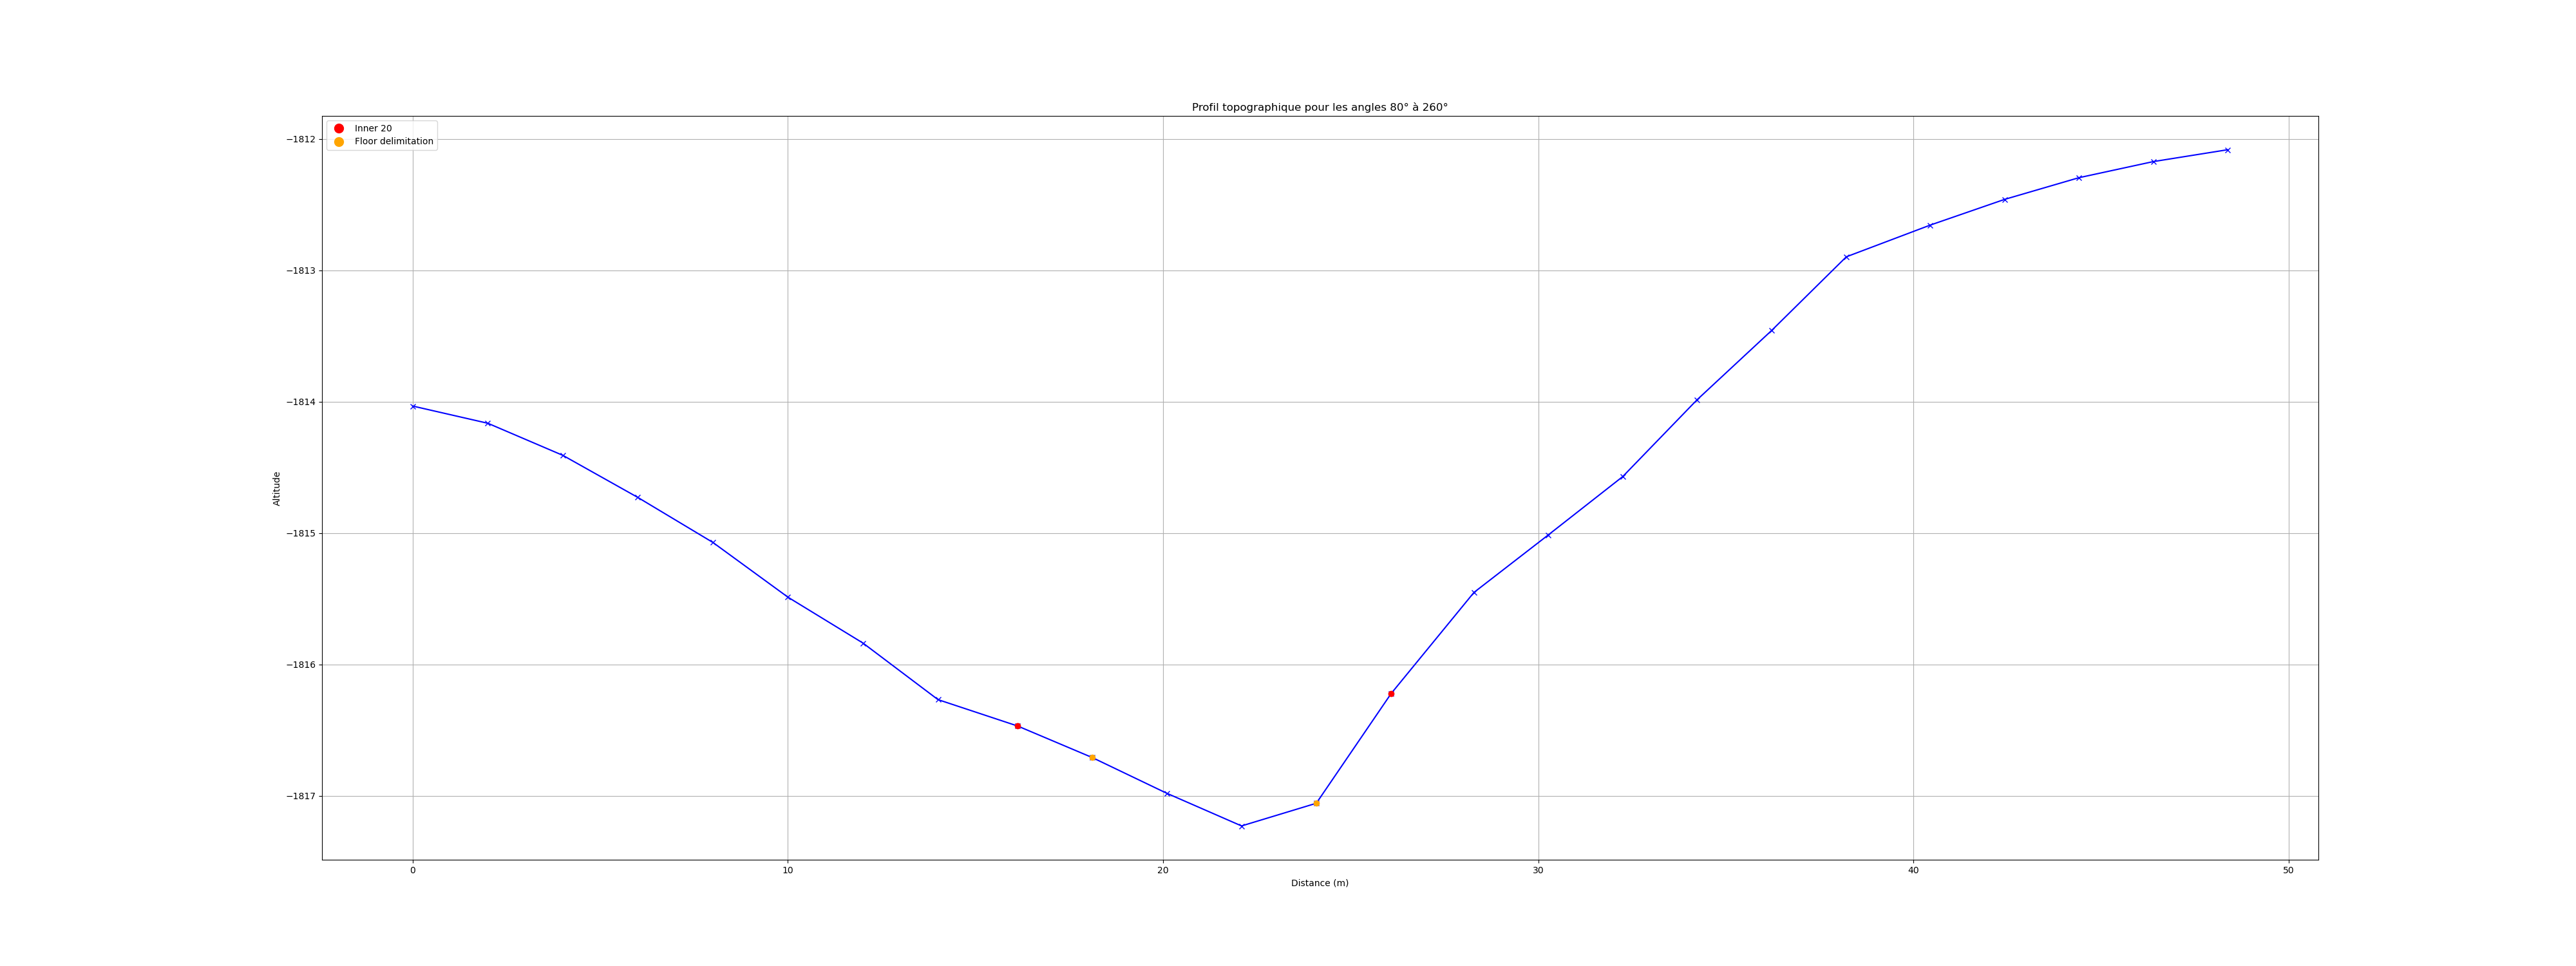 Profil topographique pour les angles 80° à 260°
Inner 20
Floor delimitation
−1812
−1813
−1814
−1815
−1816
−1817
Altitude
0 10 20 30 40 50
Distance (m)